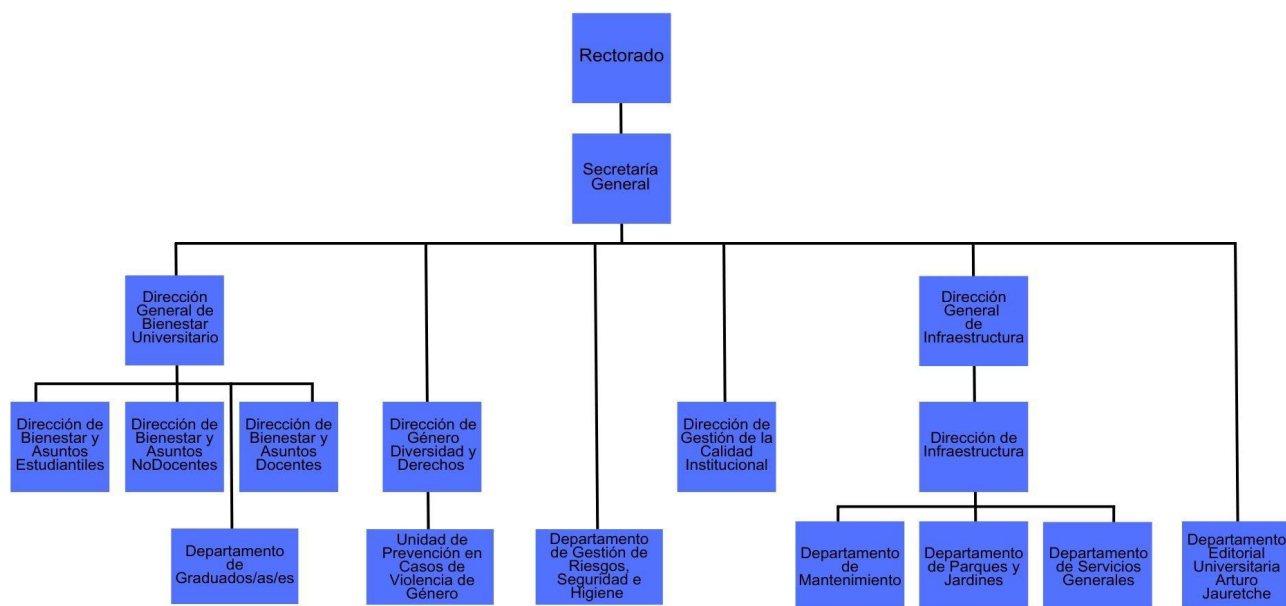 Rectorado
Secretaría
General
Dirección
General de
Bienestar
Universitario
Dirección
General
de
Infraestructura
Dirección de
Bienestar y
Asuntos
Estudiantiles
Dirección de
Bienestar y
Asuntos
NoDocentes
Dirección de
Bienestar y
Asuntos
Docentes
Dirección de
Género
Diversidad y
Derechos
Dirección de
Gestión de la
Calidad
Institucional
Dirección de
Infraestructura
Departamento
de
Graduados/as/es
Unidad de
Prevención en
Casos de
Violencia de
Género
Departamento
de Gestión de
Riesgos,
Seguridad e
Higiene
Departamento
de
Mantenimiento
Departamento
de Parques y
Jardines
Departamento
de Servicios
Generales
Departamento
Editorial
Universitaria
Arturo
Jauretche